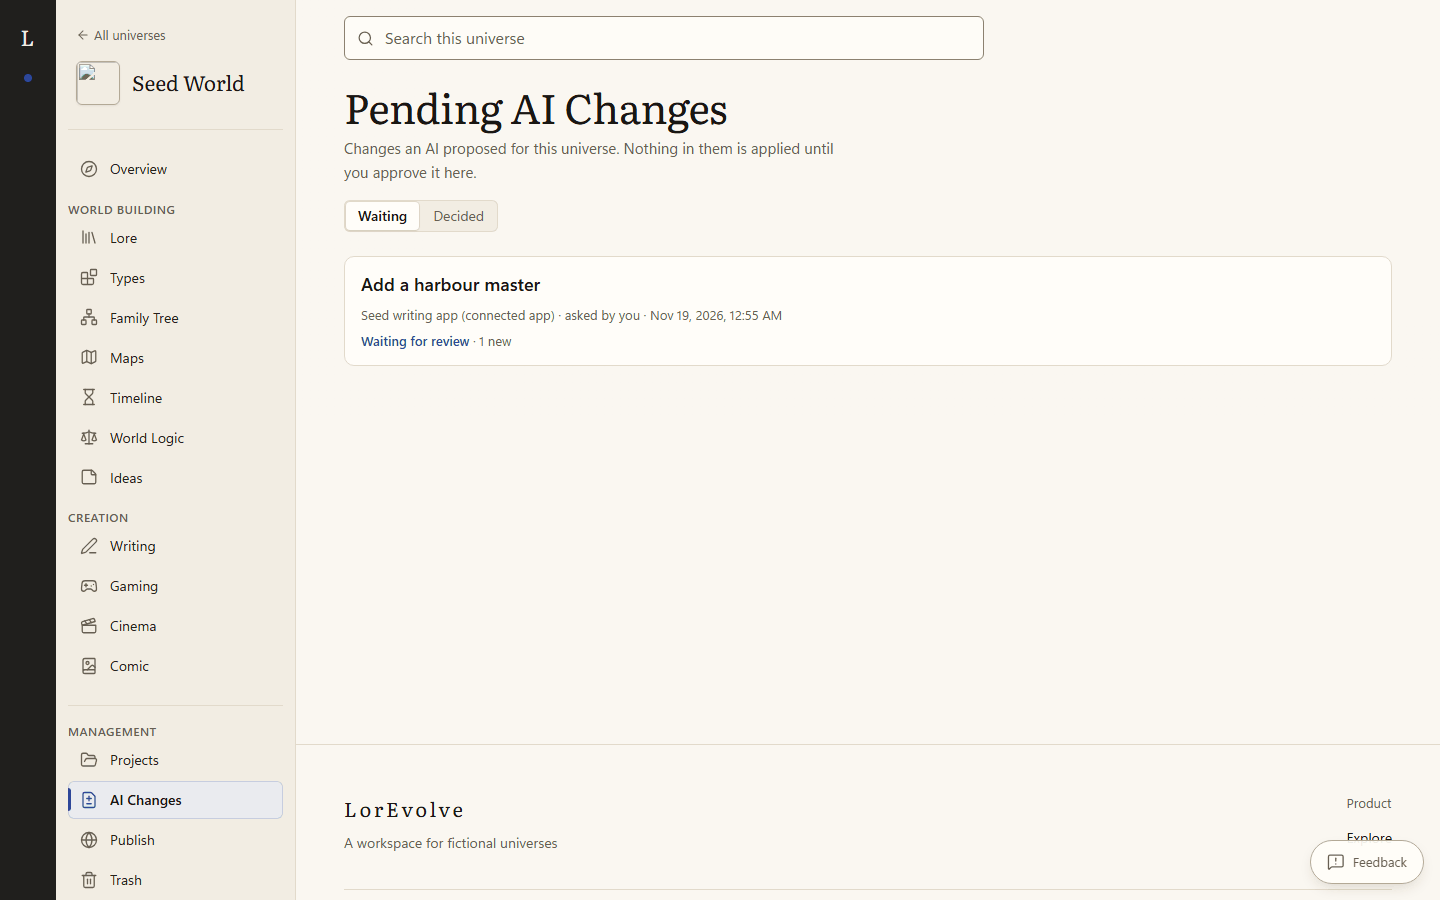 L
All universes
Seed World
Overview
WORLD BUILDING
Lore
Types
Family Tree
Maps
Timeline
World Logic
Ideas
CREATION
Writing
Gaming
Cinema
Comic
MANAGEMENT
Projects
AI Changes
Publish
Trash
Search this universe
Pending AI Changes
Changes an AI proposed for this universe. Nothing in them is applied until
you approve it here.
Waiting
Decided
Add a harbour master
Seed writing app (connected app) · asked by you · Nov 19, 2026, 12:55 AM
Waiting for review · 1 new
LorEvolve
A workspace for fictional universes
Product
Explore
Feedback